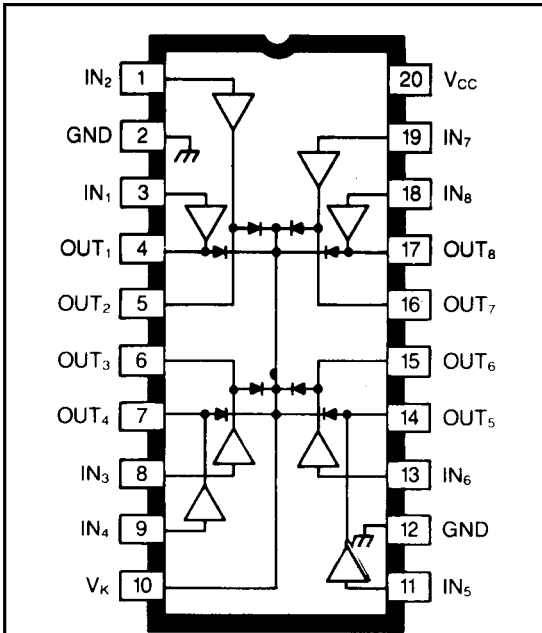 IN₂ 1
GND 2
IN₁ 3
OUT₁ 4
OUT₂ 5
OUT₃ 6
OUT₄ 7
IN₃ 8
IN₄ 9
Vₖ 10
20 V_CC
19 IN₇
18 IN₈
17 OUT₈
16 OUT₇
15 OUT₆
14 OUT₅
13 IN₆
12 GND
11 IN₅